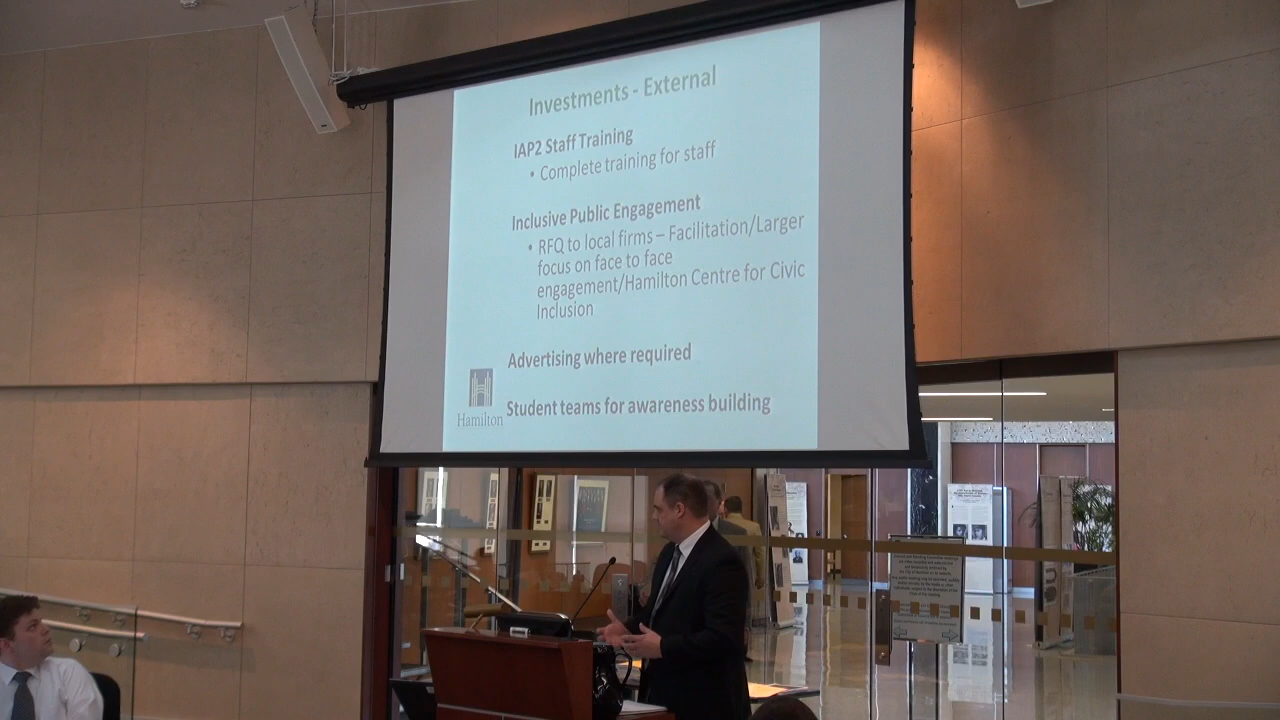 Investments - External
IAP2 Staff Training
• Complete training for staff
Inclusive Public Engagement
• RFQ to local firms – Facilitation/Larger
focus on face to face
engagement/Hamilton Centre for Civic
Inclusion
Advertising where required
Student teams for awareness building
Hamilton